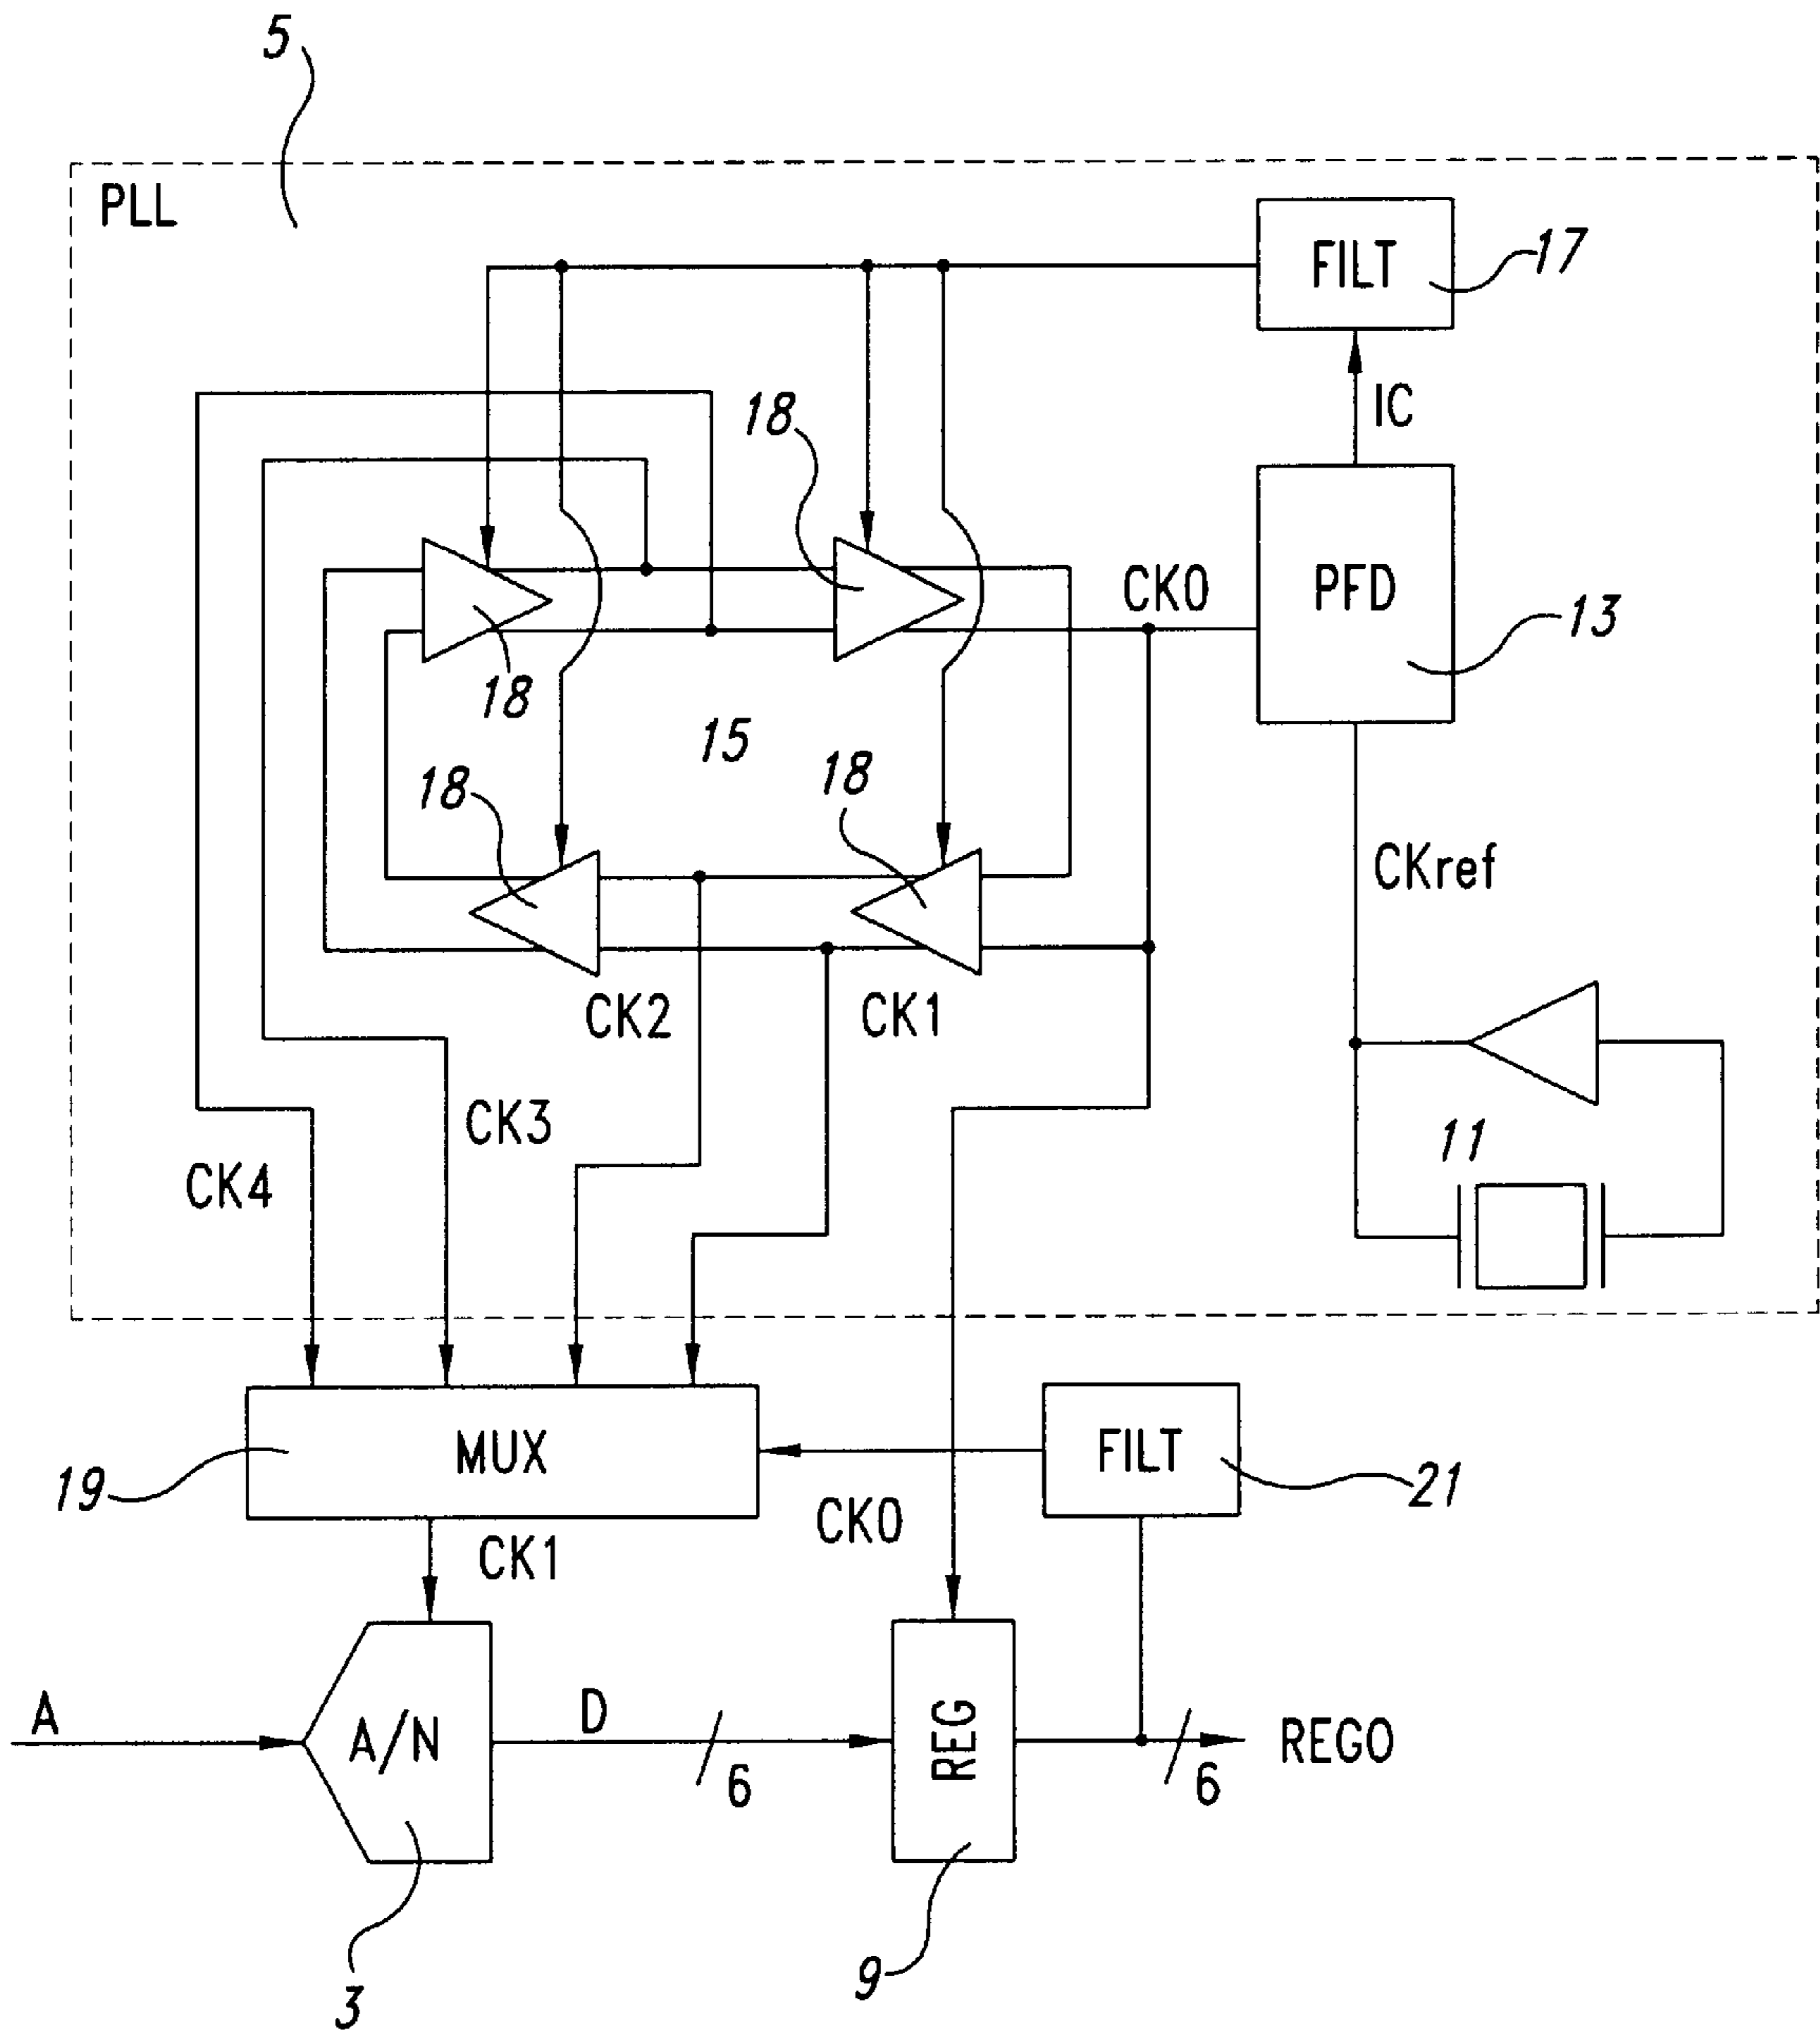 5
PLL
FILT
17
IC
18
18
CK0
PFD
13
15
18
18
CKref
CK2
CK1
CK3
11
CK4
MUX
19
FILT
21
CK0
CK1
A
A/N
D
6
REG
6
REGO
3
9